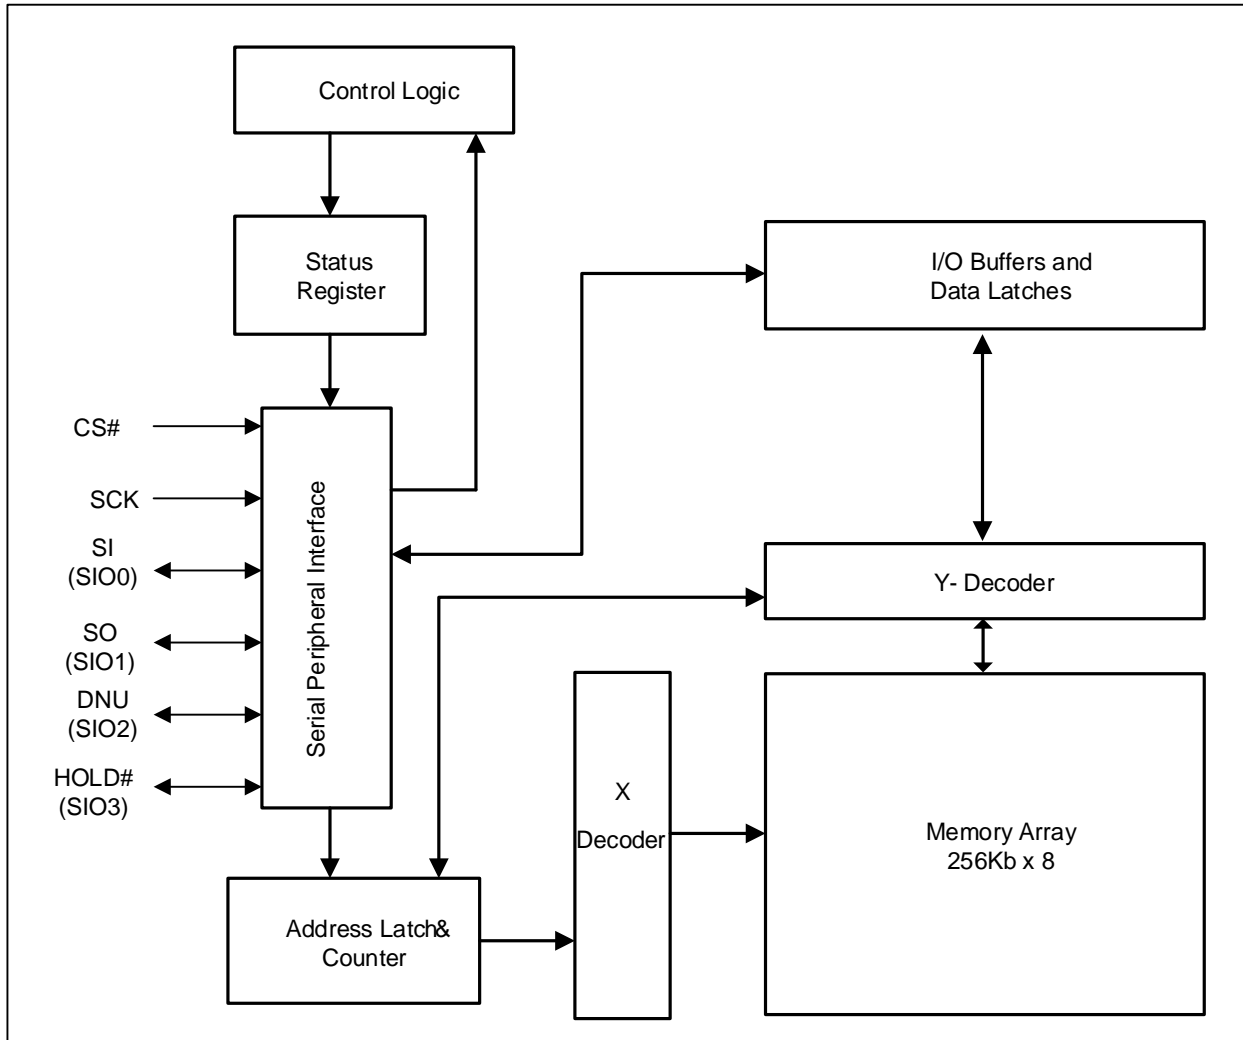 Control Logic
Status
Register
I/O Buffers and
Data Latches
CS#
SCK
SI
(SIO0)
SO
(SIO1)
DNU
(SIO2)
HOLD#
(SIO3)
Serial Peripheral Interface
Y- Decoder
X
Decoder
Memory Array
256Kb x 8
Address Latch&
Counter